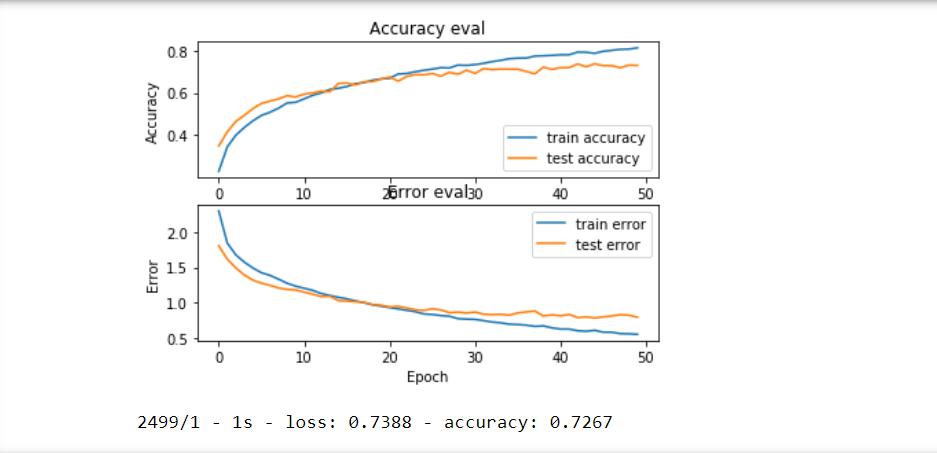 Accuracy eval
Accuracy
0.8
0.6
0.4
train accuracy
test accuracy
0 10 20 30 40 50
Error eval
Error
2.0
1.5
1.0
0.5
train error
test error
0 10 20 30 40 50
Epoch
2499/1 - 1s - loss: 0.7388 - accuracy: 0.7267